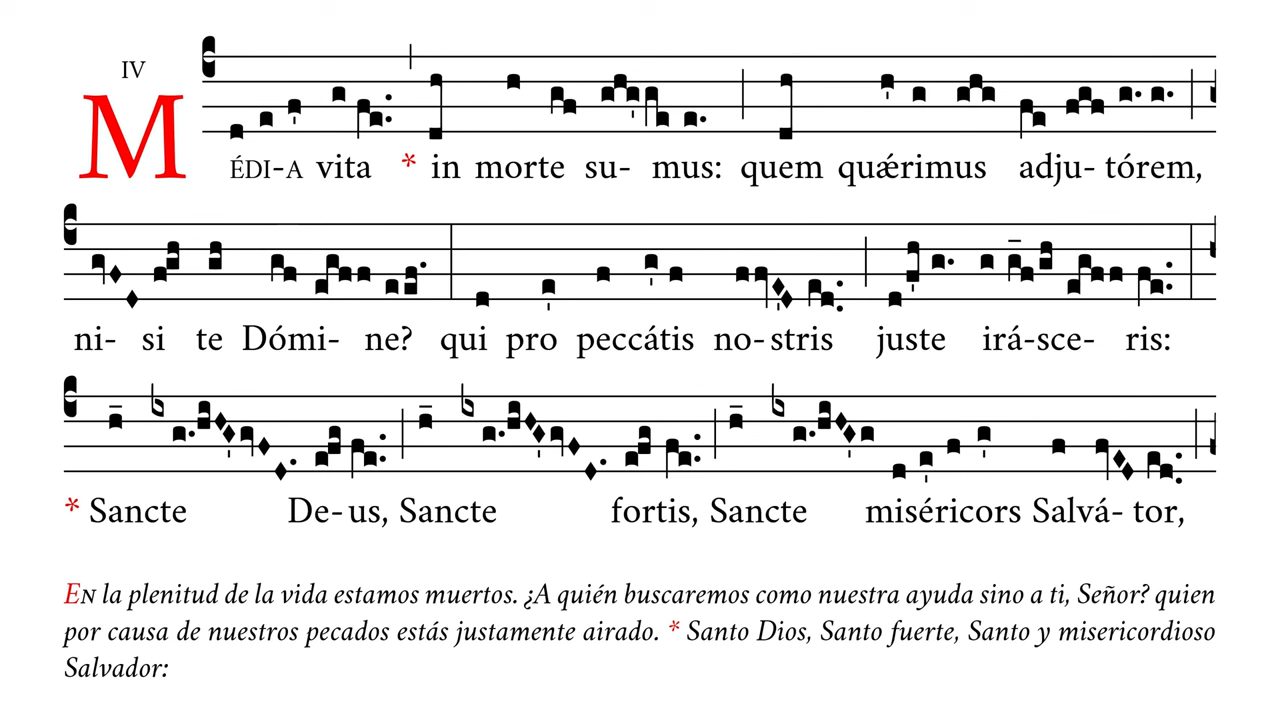 IV
MÉDI-A vita * in morte su- mus: quem quǽrimus adju- tórem,
ni- si te Dómi- ne? qui pro peccátis no-stris juste irá-sce- ris:
* Sancte De-us, Sancte fortis, Sancte miséricors Salvá- tor,
EN la plenitud de la vida estamos muertos. ¿A quién buscaremos como nuestra ayuda sino a ti, Señor? quien
por causa de nuestros pecados estás justamente airado. * Santo Dios, Santo fuerte, Santo y misericordioso
Salvador: